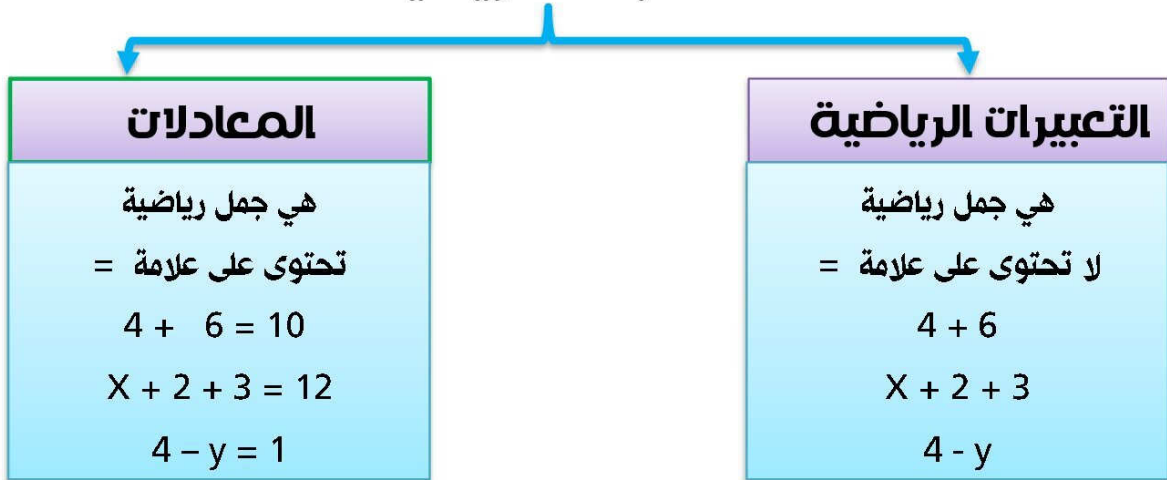 التعبيرات الرياضية
هي جمل رياضية
لا تحتوى على علامة =
4 + 6
X + 2 + 3
4 - y
المعادلات
هي جمل رياضية
تحتوى على علامة =
4 + 6 = 10
X + 2 + 3 = 12
4 – y = 1